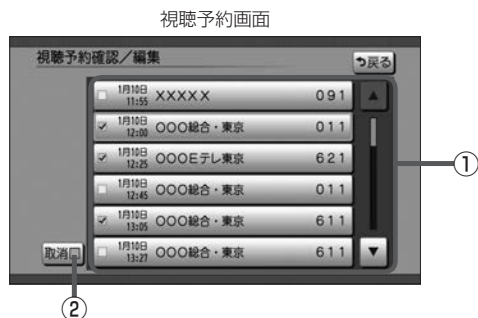 視聴予約画面
視聴予約確認／編集
戻る
1月10日 11:55 XXXXX 091
1月10日 12:00 OOO総合・東京 011
1月10日 12:25 OOOEテレ東京 621
1月10日 12:45 OOO総合・東京 011
1月10日 13:05 OOO総合・東京 611
1月10日 13:27 OOO総合・東京 611
取消
①
②